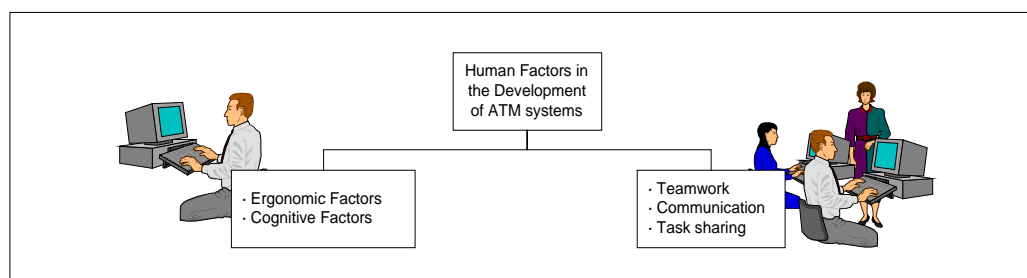 Human Factors in
the Development
of ATM systems
· Ergonomic Factors
· Cognitive Factors
· Teamwork
· Communication
· Task sharing